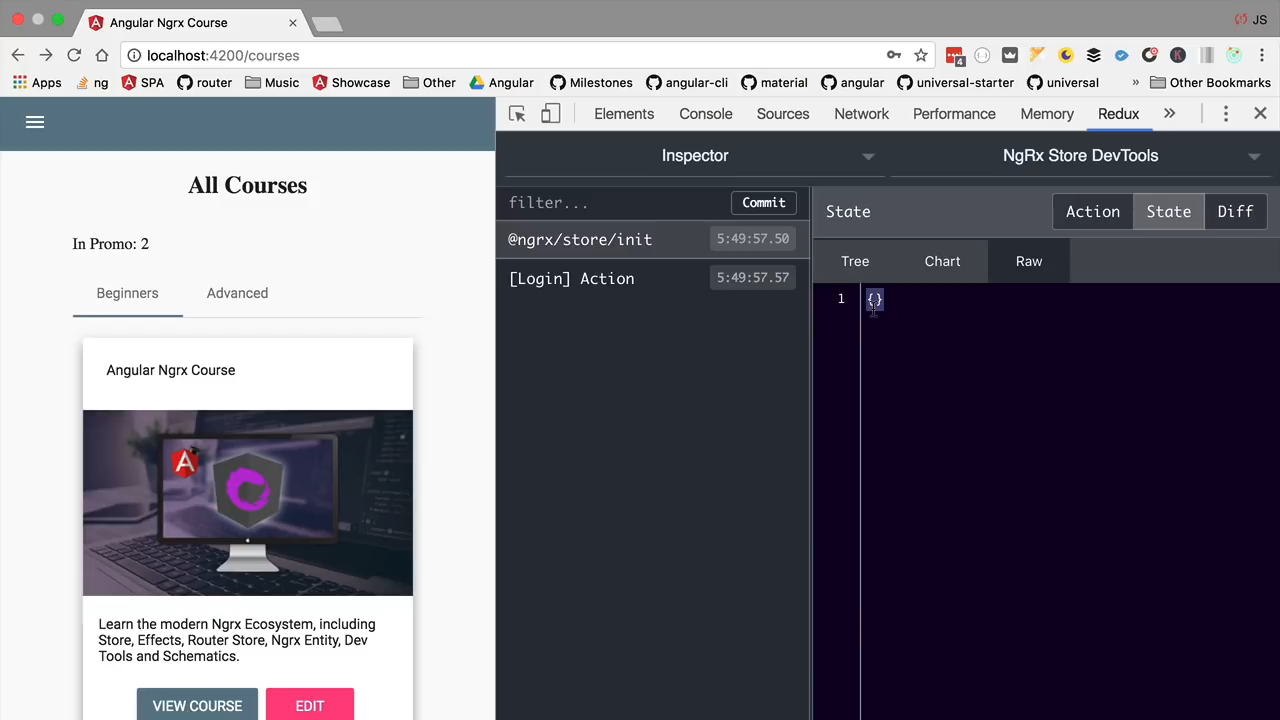 Angular Ngrx Course
JS
localhost:4200/courses
4
K
Apps ng SPA router Music Showcase Other Angular Milestones angular-cli material angular universal-starter universal » Other Bookmarks
All Courses
In Promo: 2
Beginners Advanced
Angular Ngrx Course
A
Learn the modern Ngrx Ecosystem, including
Store, Effects, Router Store, Ngrx Entity, Dev
Tools and Schematics.
VIEW COURSE EDIT
Elements Console Sources Network Performance Memory Redux »
Inspector NgRx Store DevTools
filter... Commit
@ngrx/store/init 5:49:57.50
[Login] Action 5:49:57.57
State Action State Diff
Tree Chart Raw
1 {}